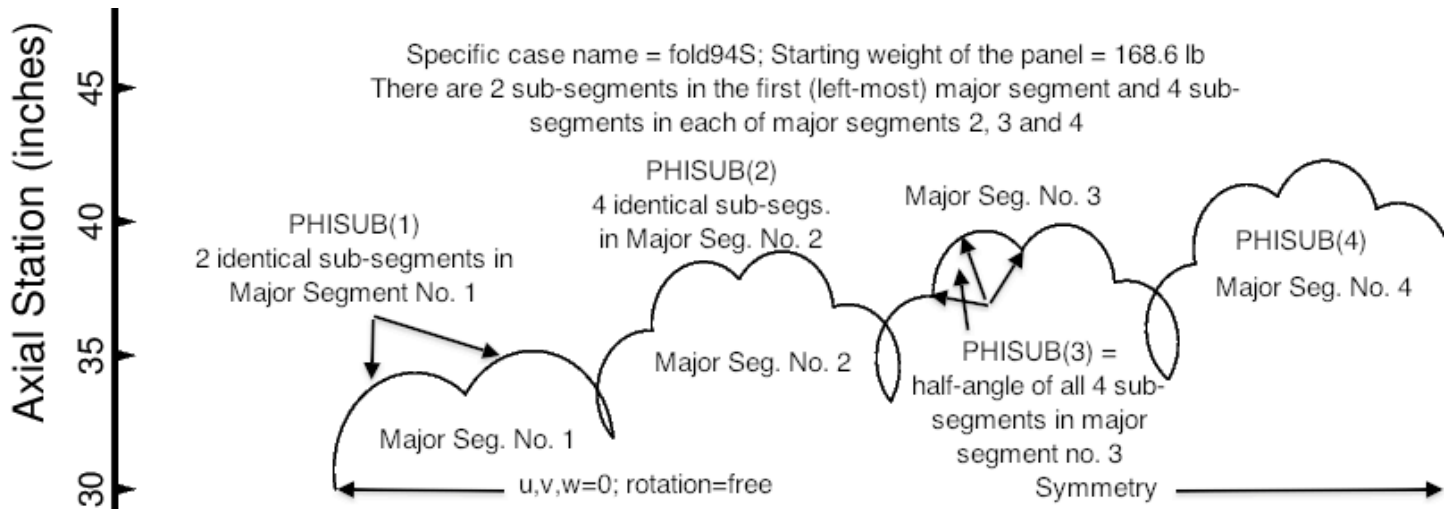 Axial Station (inches)
45
40
35
30
Specific case name = fold94S; Starting weight of the panel = 168.6 lb
There are 2 sub-segments in the first (left-most) major segment and 4 sub-
segments in each of major segments 2, 3 and 4
PHISUB(1)
2 identical sub-segments in
Major Segment No. 1
PHISUB(2)
4 identical sub-segs.
in Major Seg. No. 2
Major Seg. No. 3
PHISUB(4)
Major Seg. No. 4
Major Seg. No. 2
PHISUB(3) =
half-angle of all 4 sub-
segments in major
segment no. 3
Major Seg. No. 1
u,v,w=0; rotation=free
Symmetry